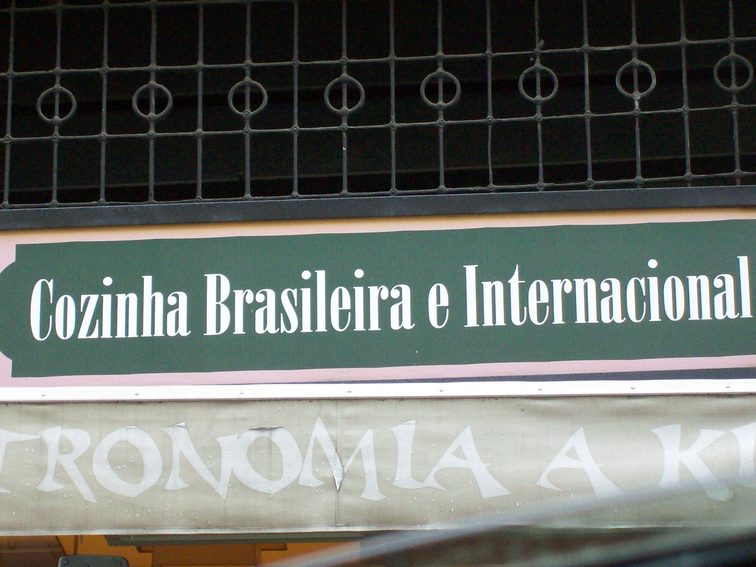 Cozinha Brasileira e Internacional
TRONOMIA A